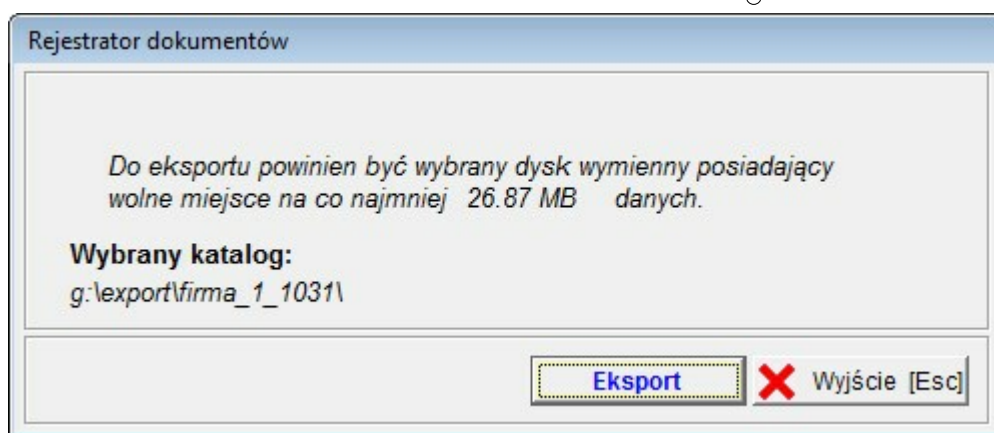 Rejestrator dokumentów
Do eksportu powinien być wybrany dysk wymienny posiadający
wolne miejsce na co najmniej 26.87 MB danych.
Wybrany katalog:
g:\export\firma_1_1031\
Eksport
Wyjście [Esc]